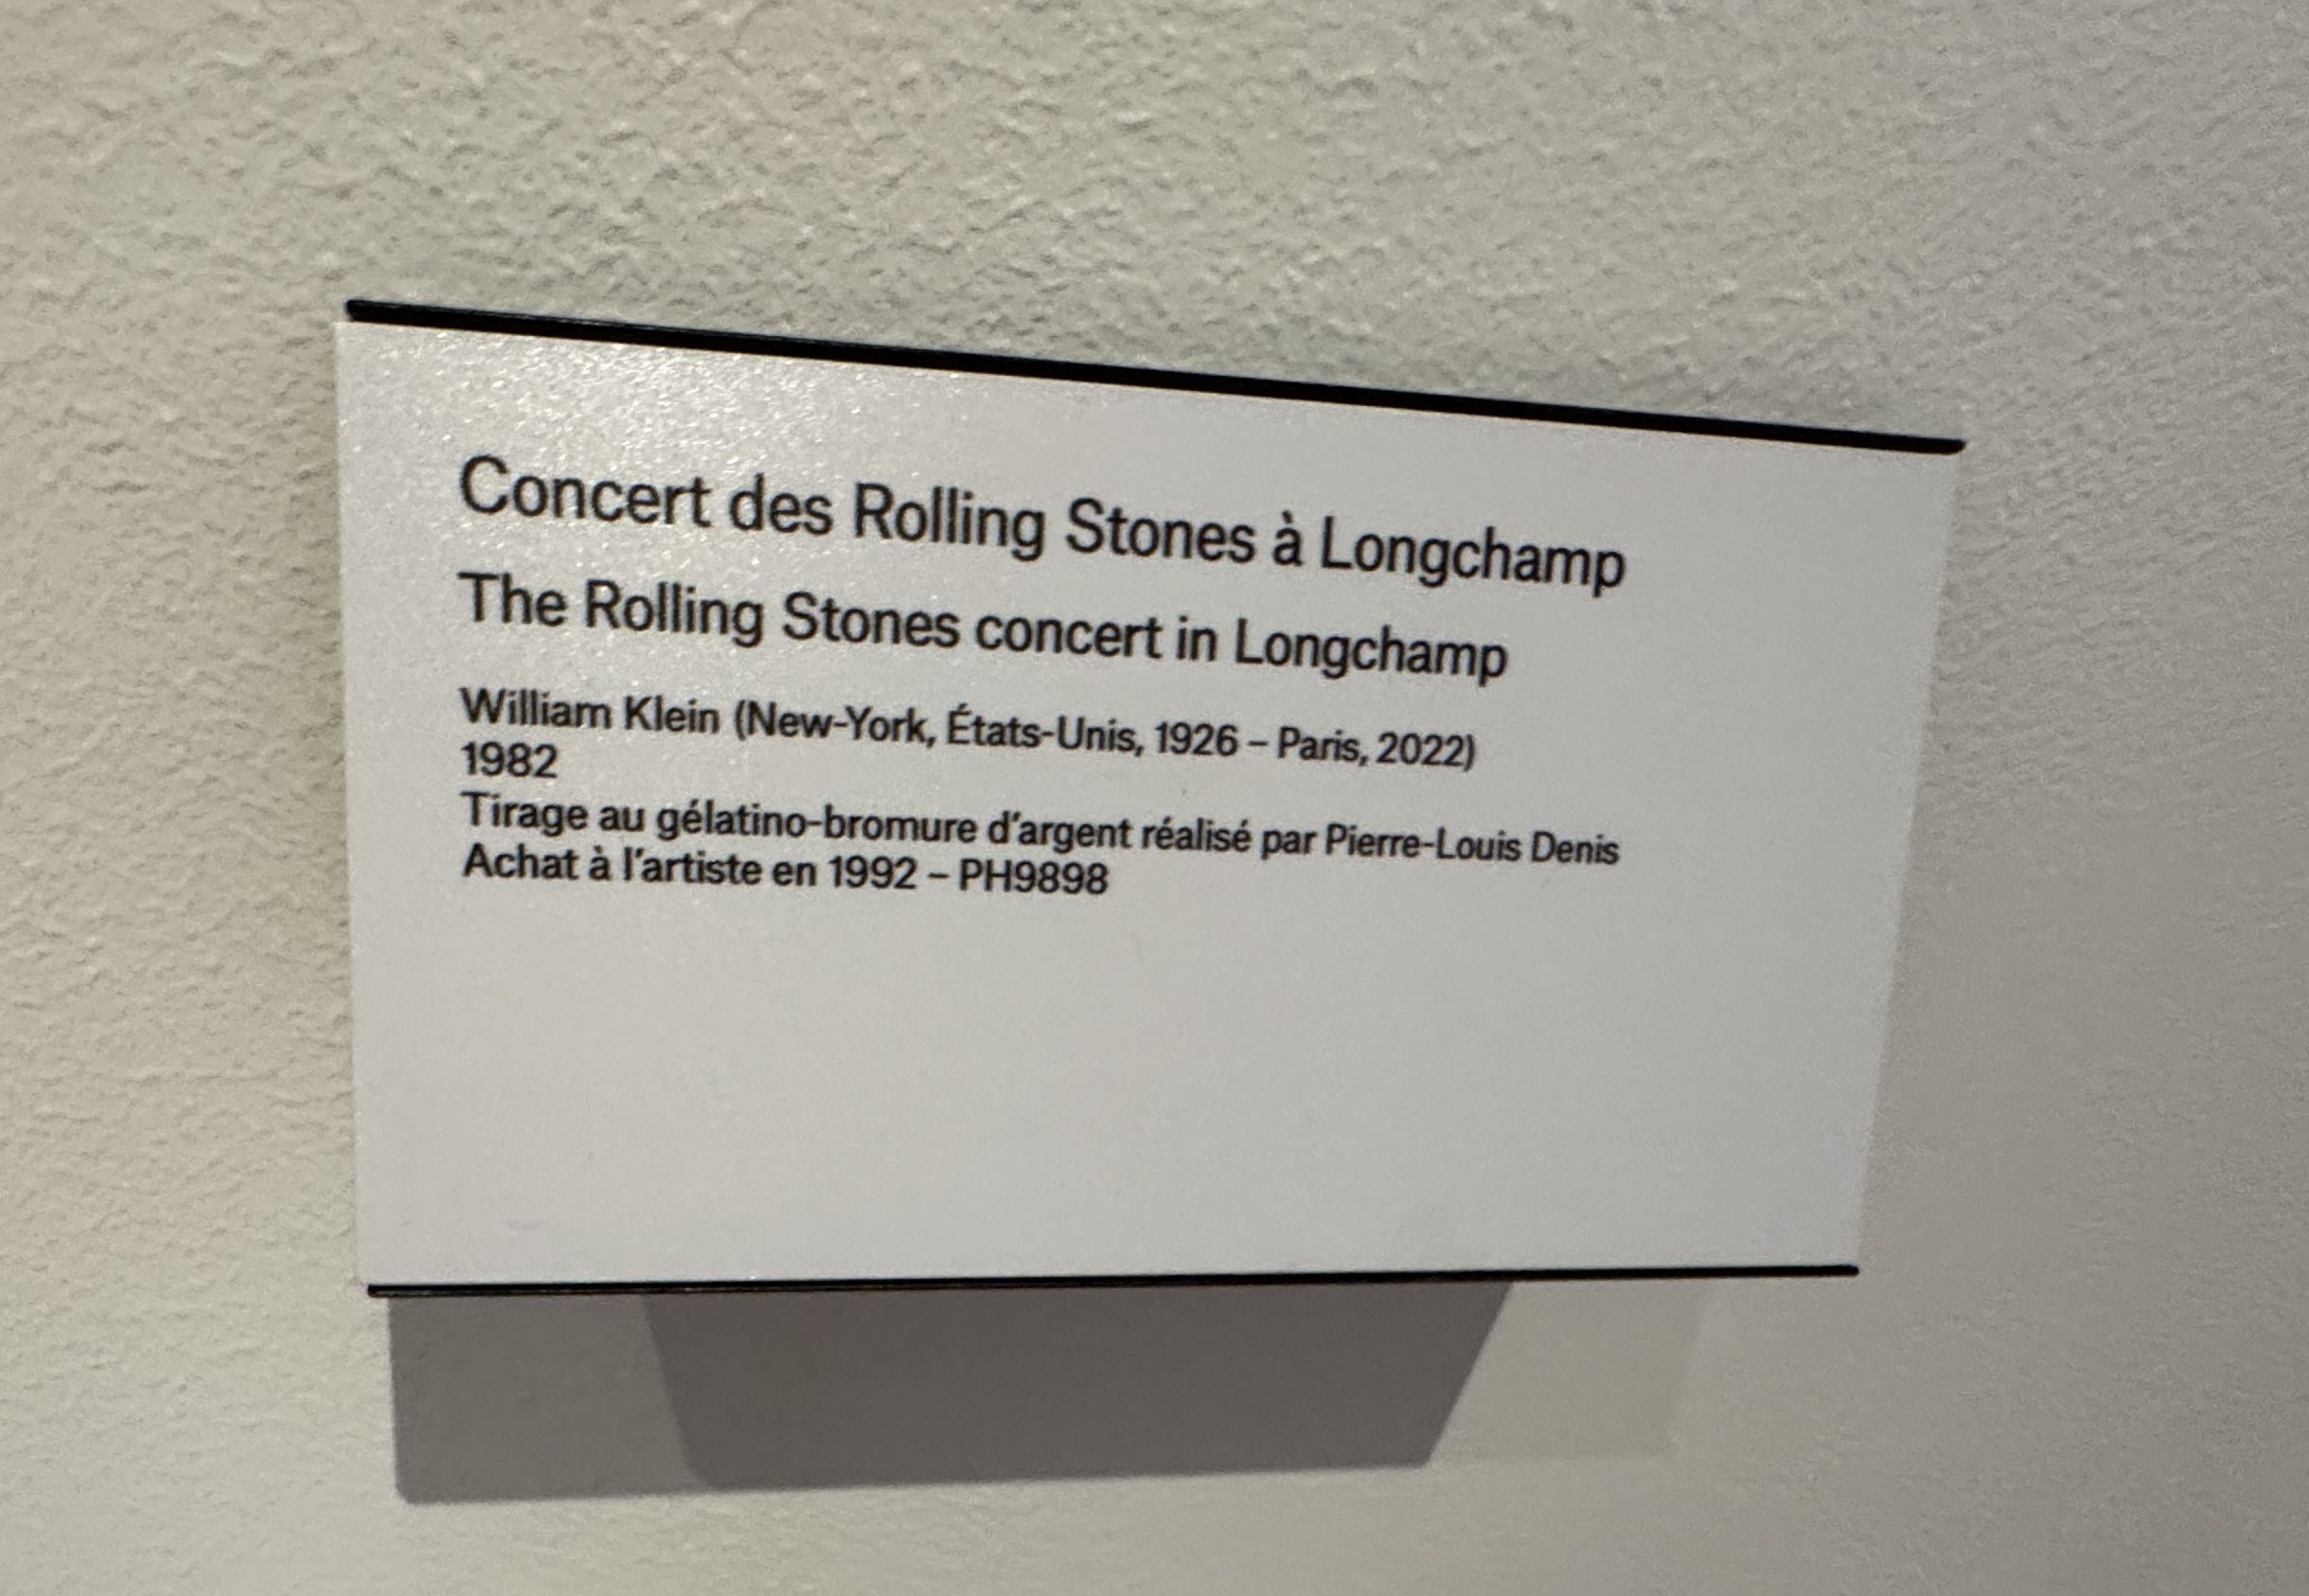 Concert des Rolling Stones à Longchamp
The Rolling Stones concert in Longchamp
William Klein (New-York, États-Unis, 1926 – Paris, 2022)
1982
Tirage au gélatino-bromure d'argent réalisé par Pierre-Louis Denis
Achat à l'artiste en 1992 – PH9898